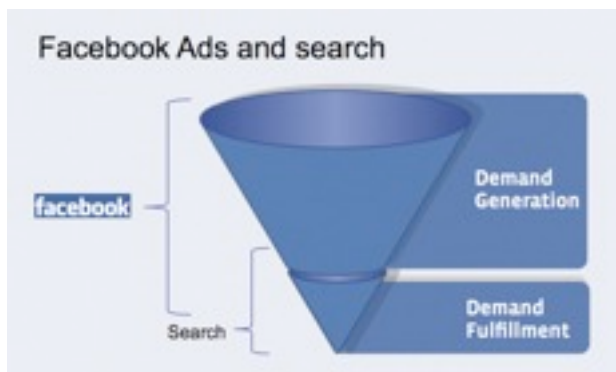 Facebook Ads and search
facebook
Demand
Generation
Search
Demand
Fulfillment